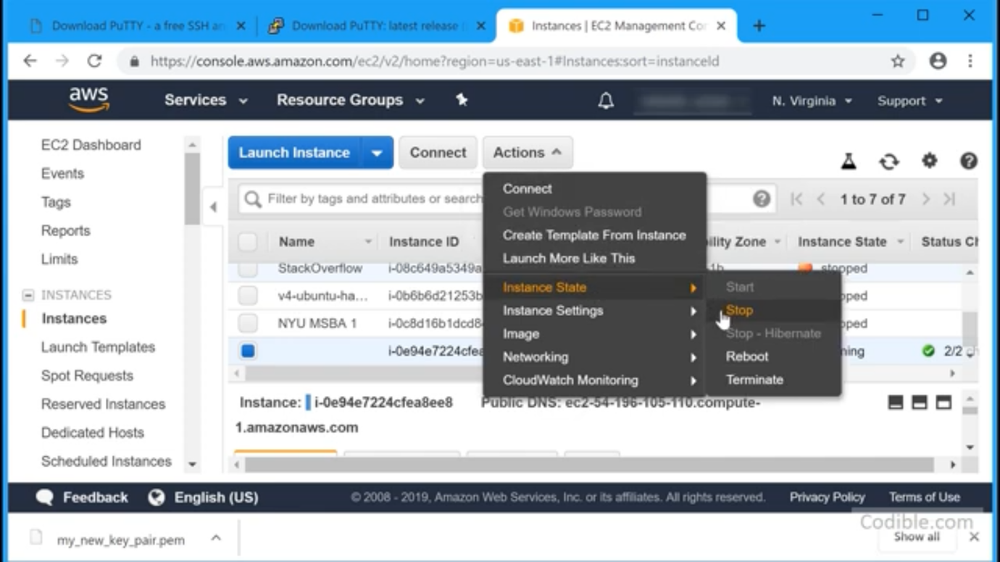 Download PuTTY - a free SSH an
Download PuTTY: latest release
Instances | EC2 Management Con
https://console.aws.amazon.com/ec2/v2/home?region=us-east-1#Instances:sort=instanceId
aws
Services
Resource Groups
N. Virginia
Support
EC2 Dashboard
Events
Tags
Reports
Limits
INSTANCES
Instances
Launch Templates
Spot Requests
Reserved Instances
Dedicated Hosts
Scheduled Instances
Launch Instance
Connect
Actions
Filter by tags and attributes or search
1 to 7 of 7
Name Instance ID bility Zone Instance State Status Ch
StackOverflow i-08c649a5349a 1b stopped
v4-ubuntu-ha... i-0b6b6d21253b pped
NYU MSBA 1 i-0c8d16b1dcd8 pped
i-0e94e7224cfea ning 2/2
Connect
Get Windows Password
Create Template From Instance
Launch More Like This
Instance State
Instance Settings
Image
Networking
CloudWatch Monitoring
Start
Stop
Stop - Hibernate
Reboot
Terminate
Instance: i-0e94e7224cfea8ee8 Public DNS: ec2-54-196-105-110.compute-
1.amazonaws.com
Feedback
English (US)
© 2008 - 2019, Amazon Web Services, Inc. or its affiliates. All rights reserved.
Privacy Policy
Terms of Use
Codible.com
my_new_key_pair.pem
Show all